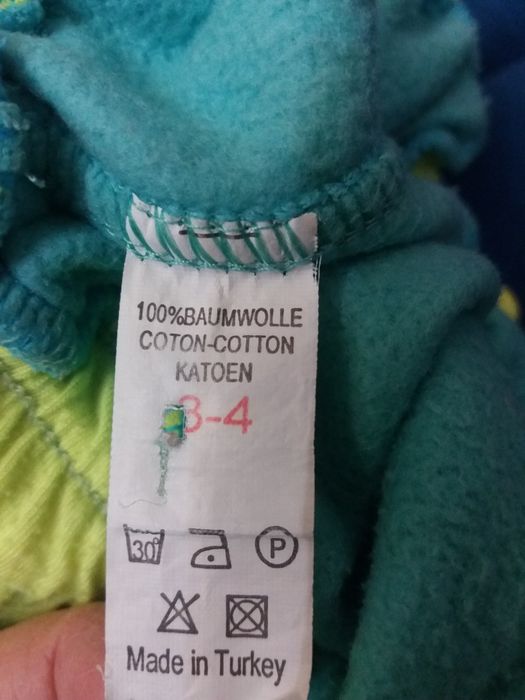 100%BAUMWOLLE
COTON-COTTON
KATOEN
3-4
30°
P
Made in Turkey